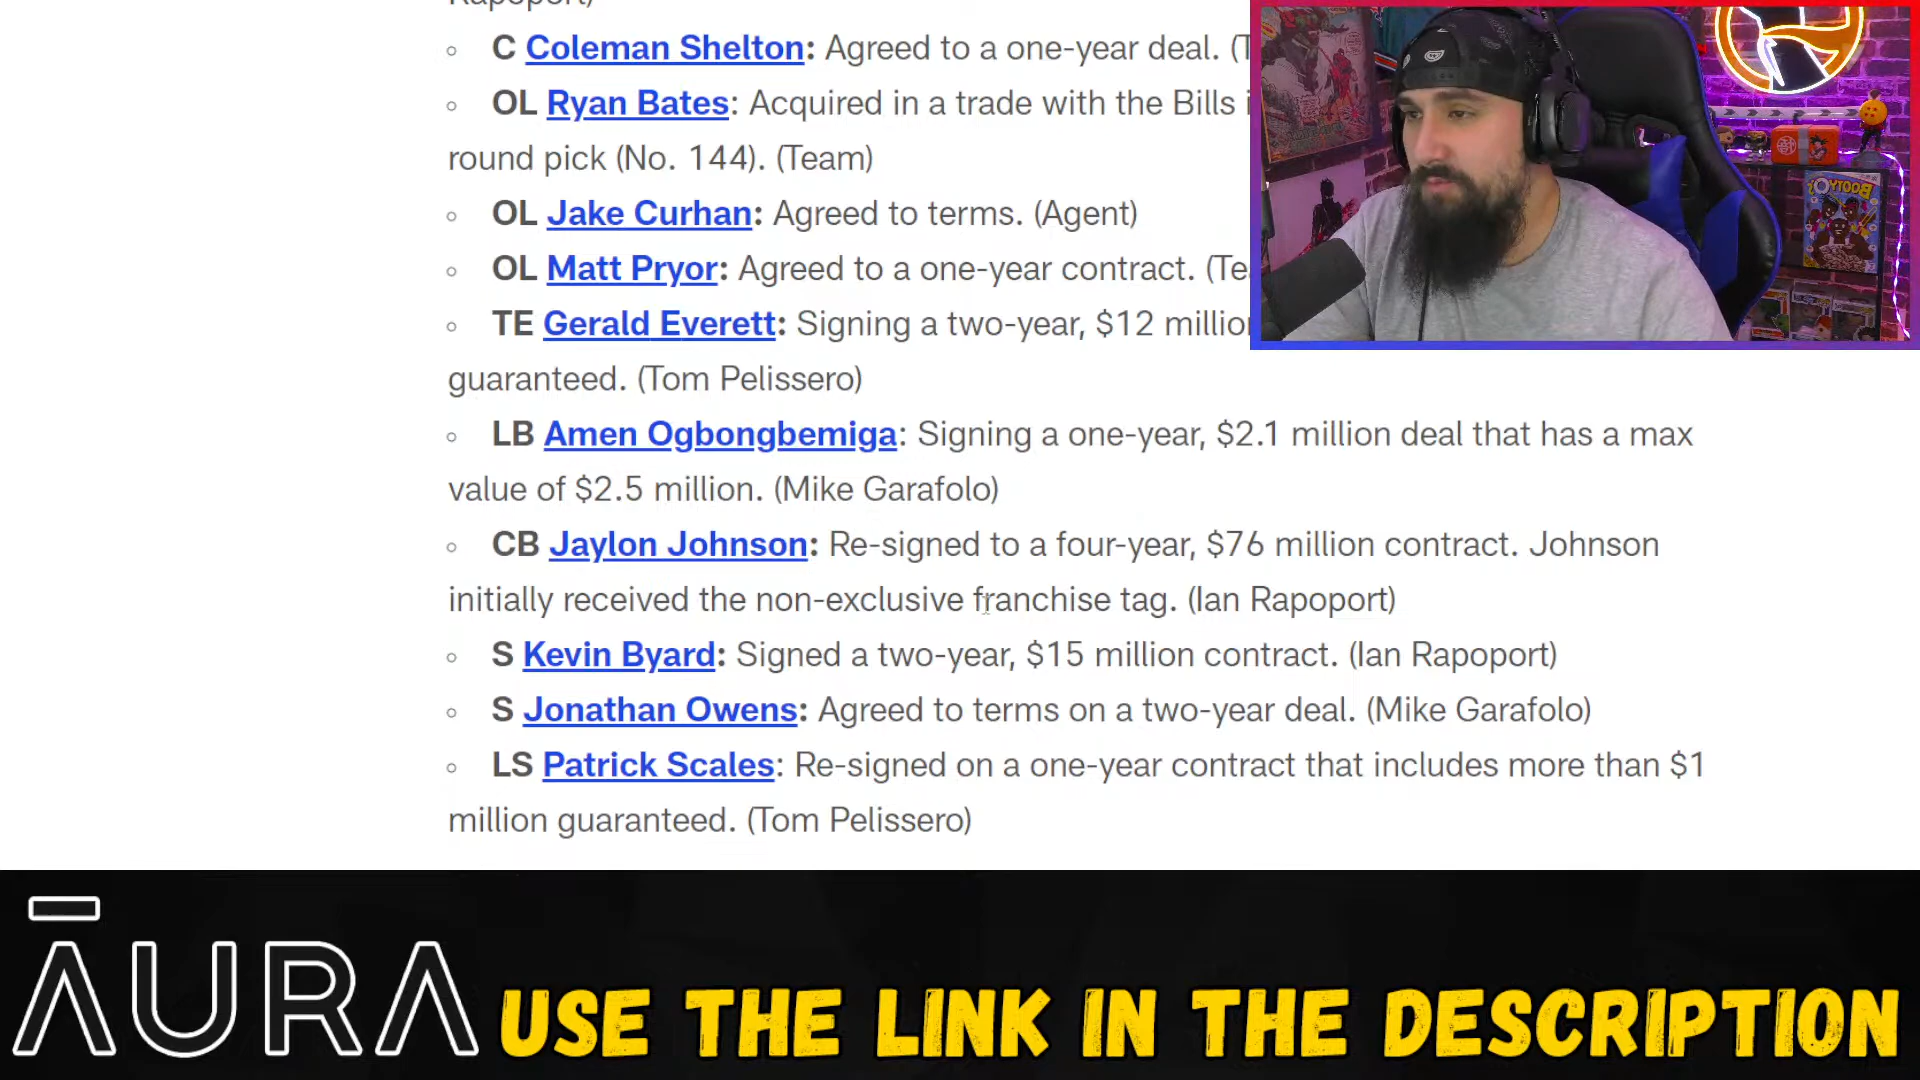 Rapoport)
C Coleman Shelton: Agreed to a one-year deal. (T
OL Ryan Bates: Acquired in a trade with the Bills i
round pick (No. 144). (Team)
OL Jake Curhan: Agreed to terms. (Agent)
OL Matt Pryor: Agreed to a one-year contract. (Te
TE Gerald Everett: Signing a two-year, $12 million
guaranteed. (Tom Pelissero)
LB Amen Ogbongbemiga: Signing a one-year, $2.1 million deal that has a max
value of $2.5 million. (Mike Garafolo)
CB Jaylon Johnson: Re-signed to a four-year, $76 million contract. Johnson
initially received the non-exclusive franchise tag. (Ian Rapoport)
S Kevin Byard: Signed a two-year, $15 million contract. (Ian Rapoport)
S Jonathan Owens: Agreed to terms on a two-year deal. (Mike Garafolo)
LS Patrick Scales: Re-signed on a one-year contract that includes more than $1
million guaranteed. (Tom Pelissero)
ĀURA USE THE LINK IN THE DESCRIPTION